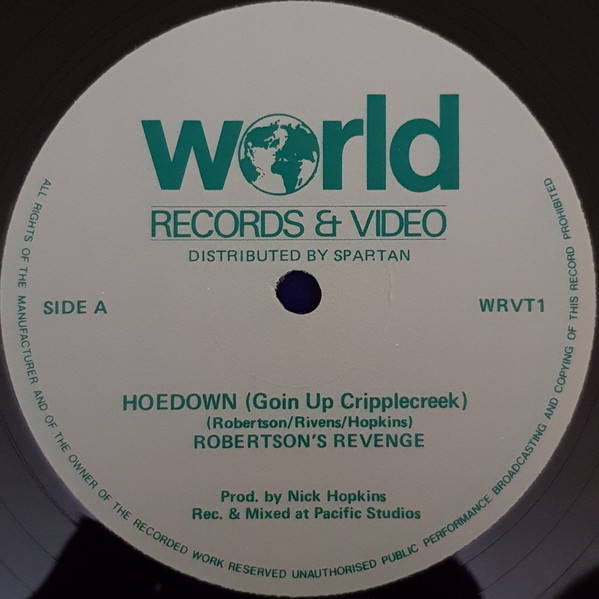 world
RECORDS & VIDEO
DISTRIBUTED BY SPARTAN
SIDE A
WRVT1
HOEDOWN (Goin Up Cripplecreek)
(Robertson/Rivens/Hopkins)
ROBERTSON'S REVENGE
Prod. by Nick Hopkins
Rec. & Mixed at Pacific Studios
ALL RIGHTS OF THE MANUFACTURER AND OF THE OWNER OF THE RECORDED WORK RESERVED UNAUTHORISED PUBLIC PERFORMANCE BROADCASTING AND COPYING OF THIS RECORD PROHIBITED